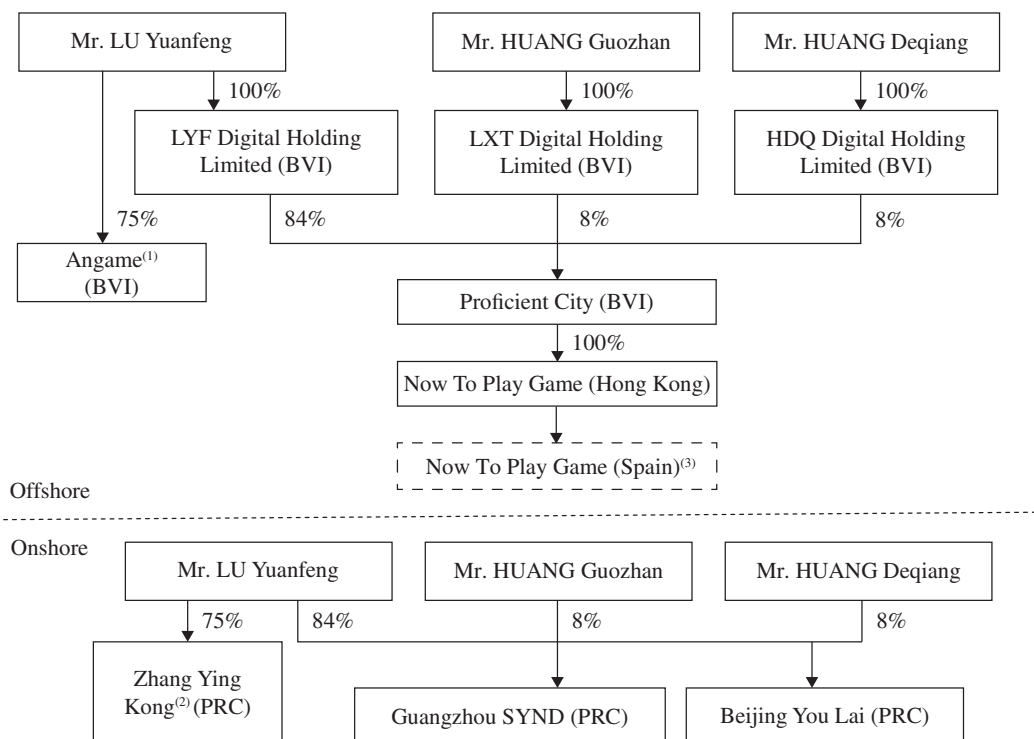 Mr. LU Yuanfeng
Mr. HUANG Guozhan
Mr. HUANG Deqiang
100%
100%
100%
LYF Digital Holding
Limited (BVI)
LXT Digital Holding
Limited (BVI)
HDQ Digital Holding
Limited (BVI)
75%
84%
8%
8%
Angame(1)
(BVI)
Proficient City (BVI)
100%
Now To Play Game (Hong Kong)
Now To Play Game (Spain)(3)
Offshore
Onshore
Mr. LU Yuanfeng
Mr. HUANG Guozhan
Mr. HUANG Deqiang
75%
84%
8%
8%
Zhang Ying
Kong(2) (PRC)
Guangzhou SYND (PRC)
Beijing You Lai (PRC)